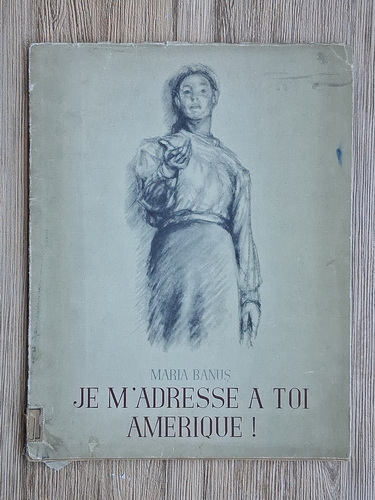 MARIA BANUS
JE M'ADRESSE A TOI
AMERIQUE !